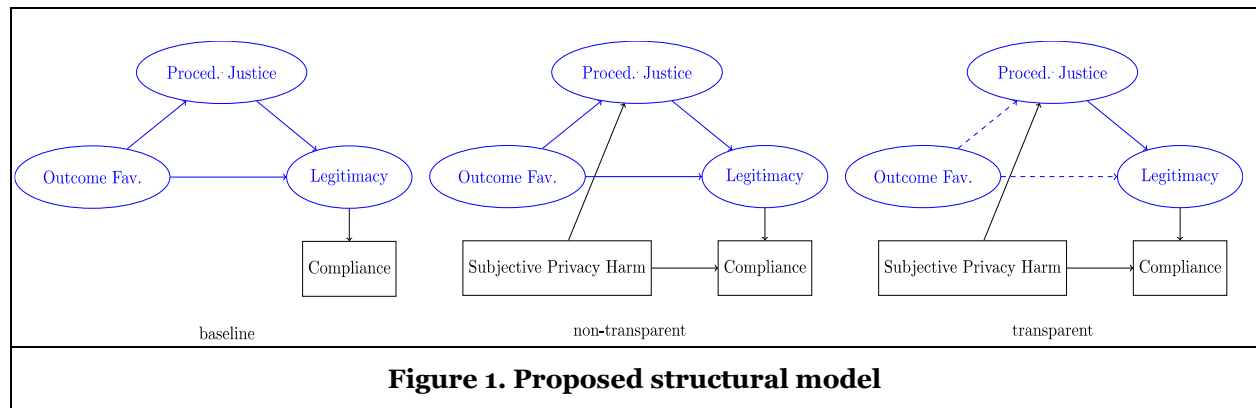 Proced. Justice
Outcome Fav.
Legitimacy
Compliance
baseline
Proced. Justice
Outcome Fav.
Legitimacy
Subjective Privacy Harm
Compliance
non-transparent
Proced. Justice
Outcome Fav.
Legitimacy
Subjective Privacy Harm
Compliance
transparent
Figure 1. Proposed structural model